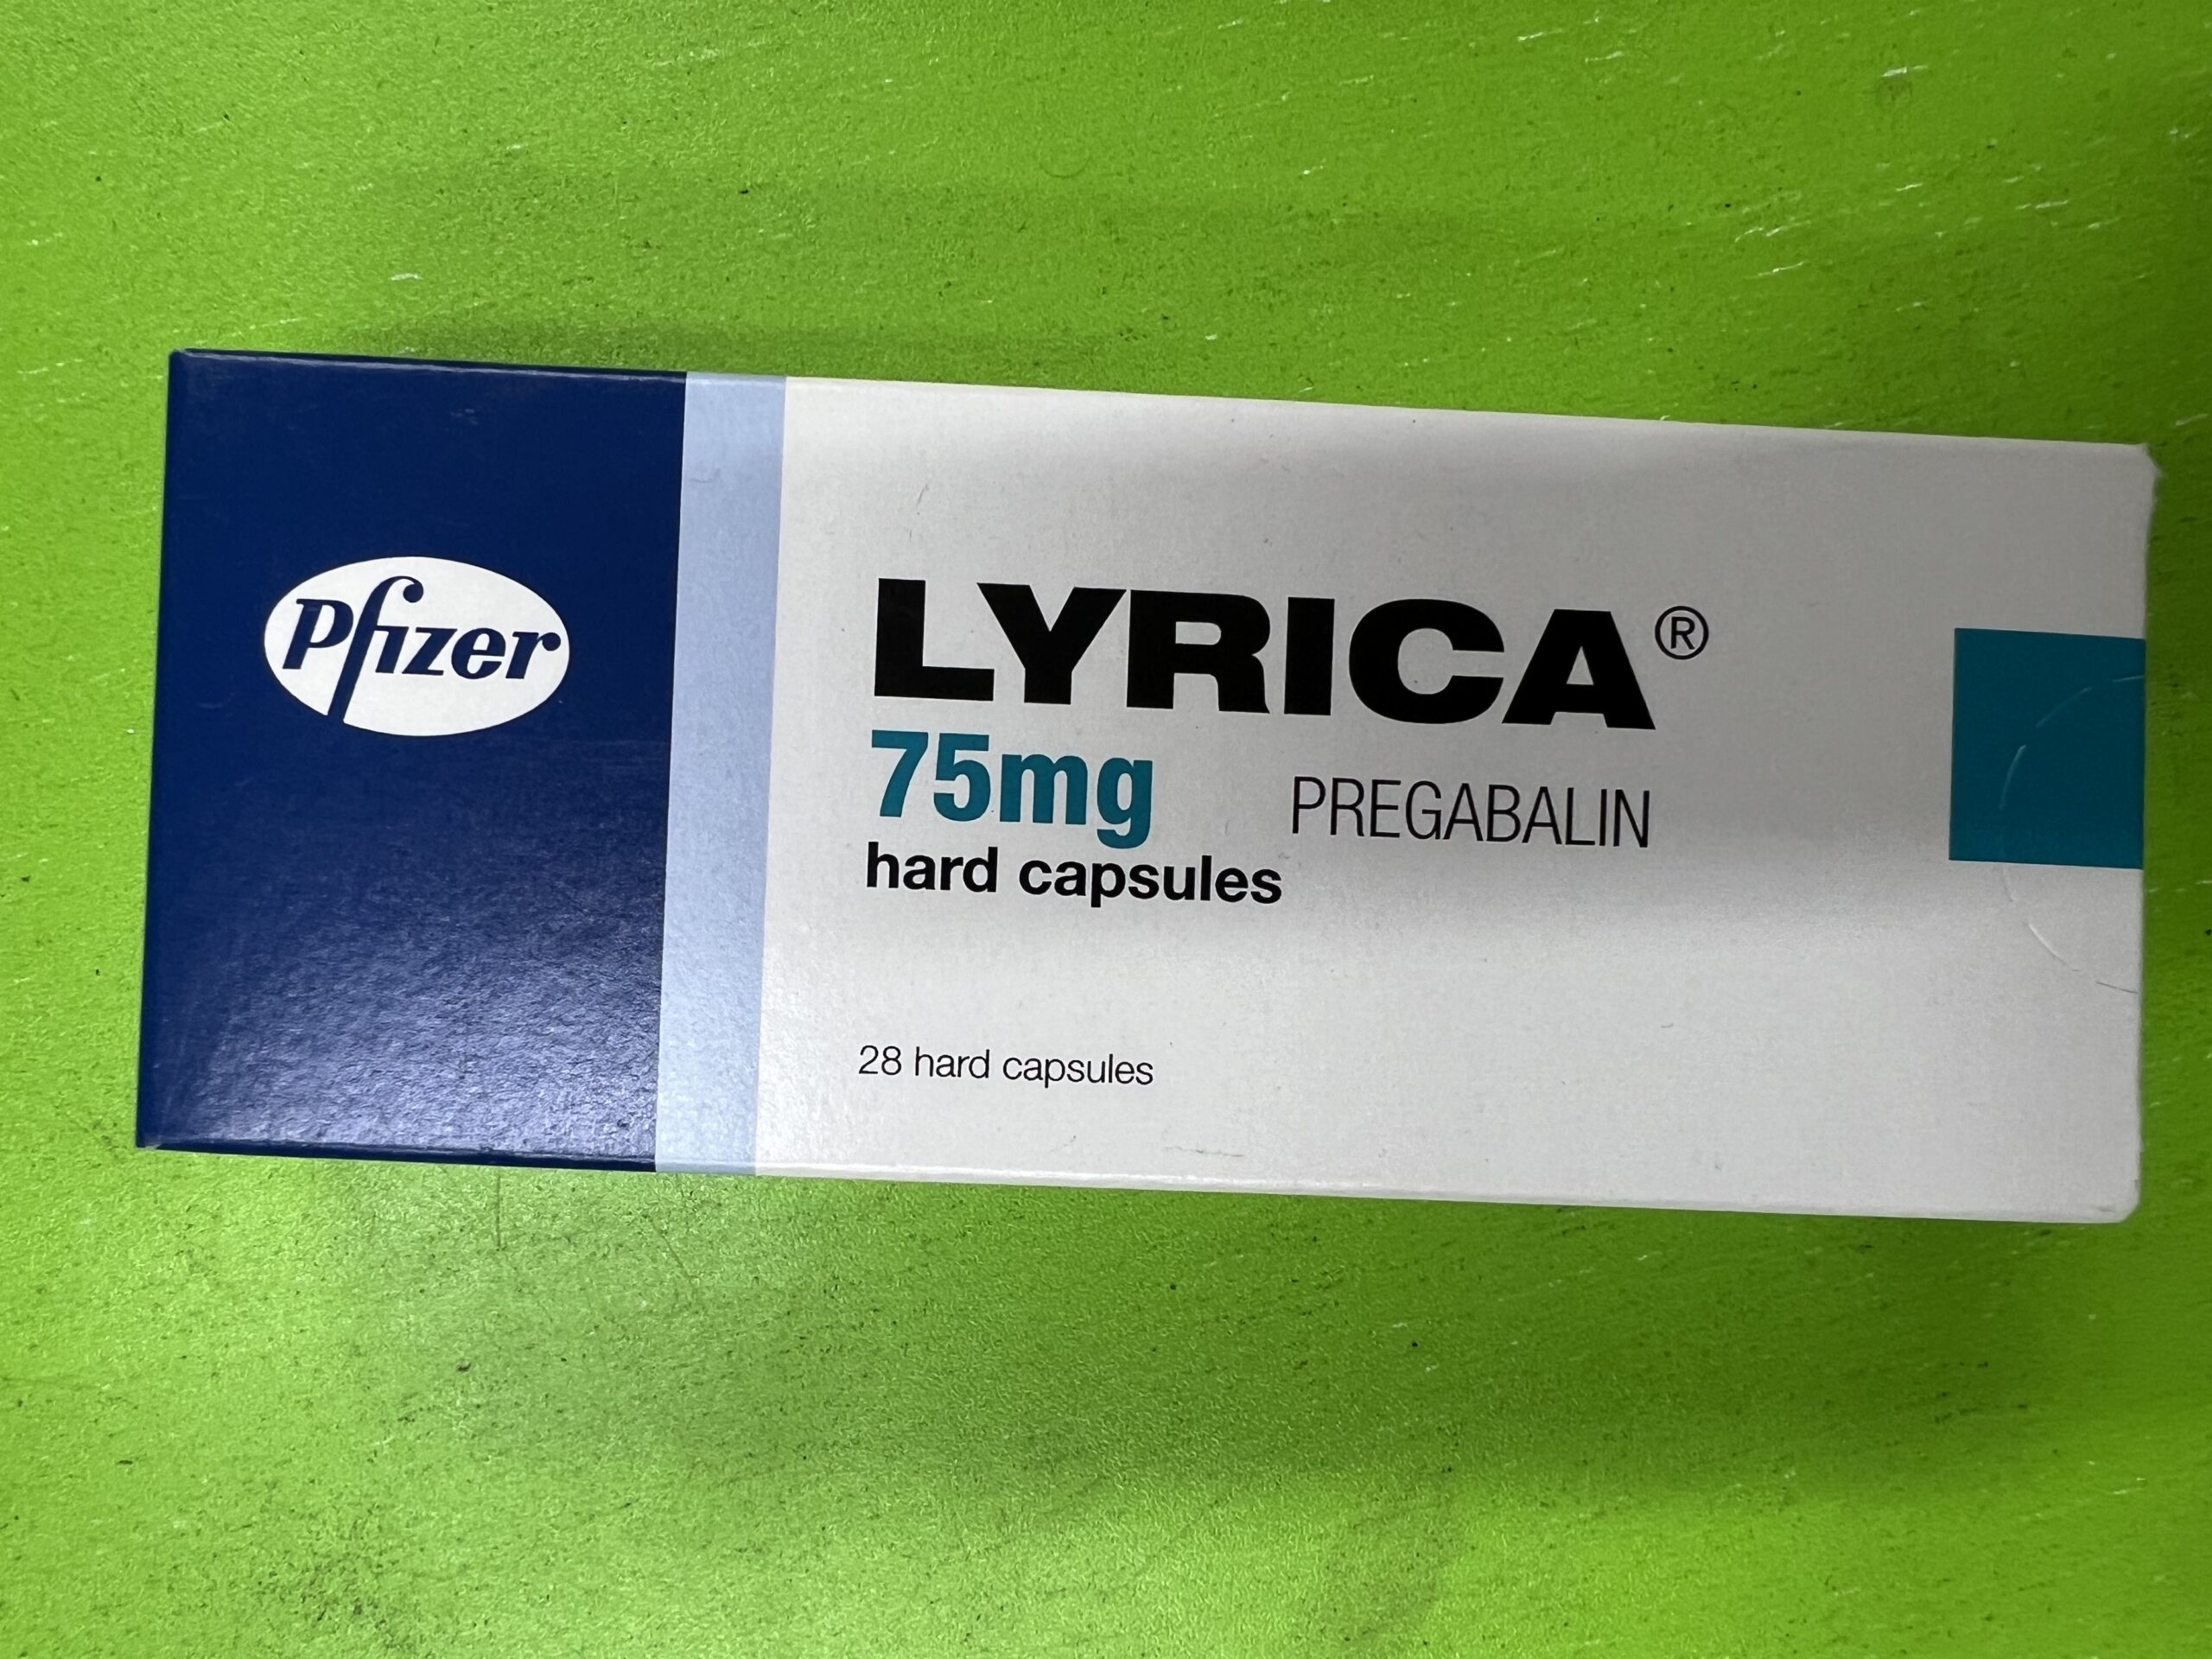 Pfizer
LYRICA®
75mg PREGABALIN
hard capsules
28 hard capsules